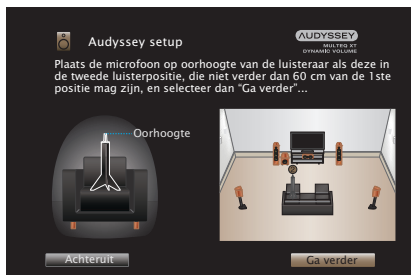 Audyssey setup
AUDYSSEY
MULTEQ XT
DYNAMIC VOLUME
Plaats de microfoon op oorhoogte van de luisteraar als deze in
de tweede luisterpositie, die niet verder dan 60 cm van de 1ste
positie mag zijn, en selecteer dan “Ga verder”...
Oorhoogte
Achteruit
Ga verder